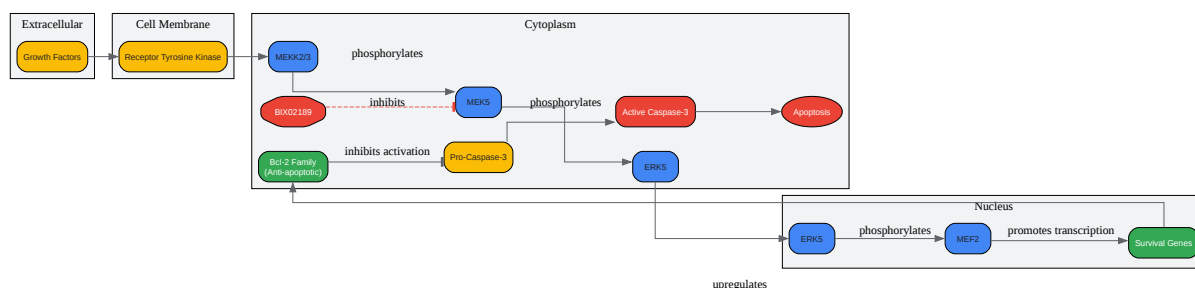 Extracellular
Cell Membrane
Cytoplasm
Growth Factors
Receptor Tyrosine Kinase
MEKK2/3
phosphorylates
BIX02189
inhibits
MEK5
phosphorylates
Active Caspase-3
Apoptosis
Bcl-2 Family
(Anti-apoptotic)
inhibits activation
Pro-Caspase-3
ERK5
Nucleus
ERK5
phosphorylates
MEF2
promotes transcription
Survival Genes
upregulates